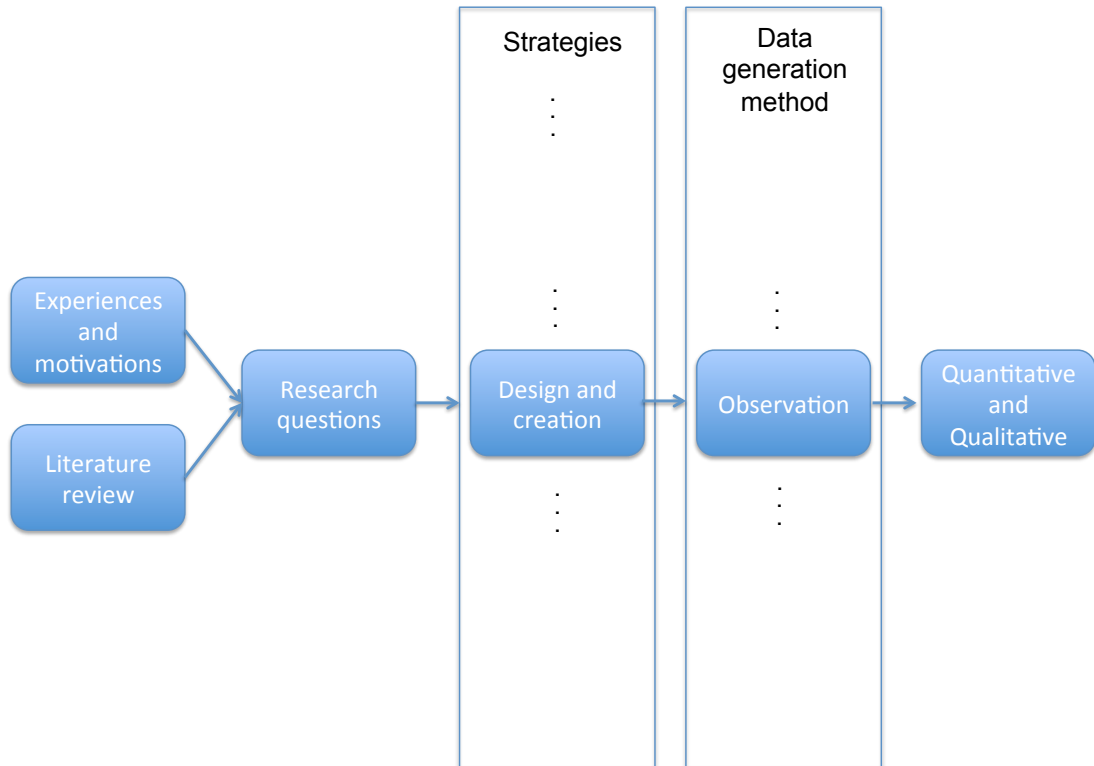 Strategies
Data
generation
method
Experiences
and
motivations
Literature
review
Research
questions
Design and
creation
Observation
Quantitative
and
Qualitative